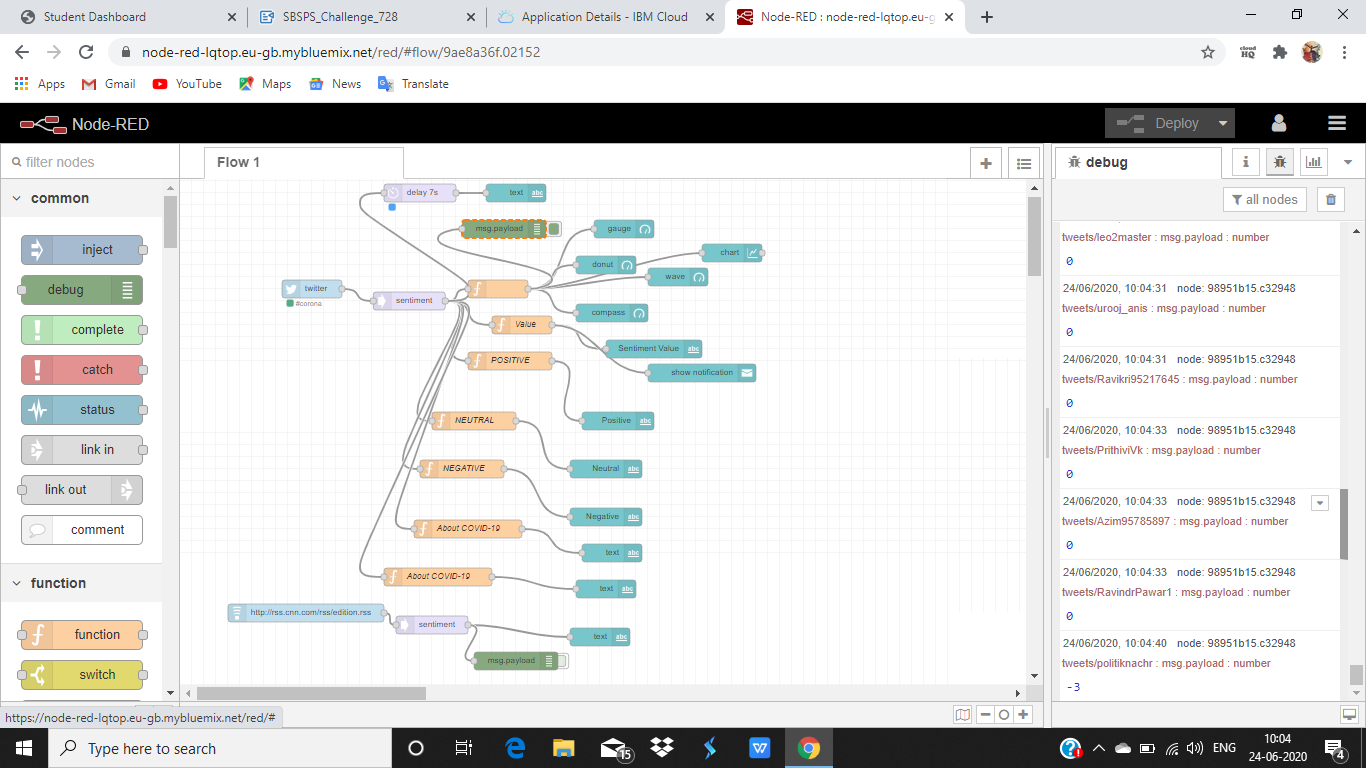 Student Dashboard
SBSPS_Challenge_728
Application Details - IBM Cloud
Node-RED : node-red-lqtop.eu-g
node-red-lqtop.eu-gb.mybluemix.net/red/#flow/9ae8a36f.02152
cloud HQ
Apps
Gmail
YouTube
Maps
News
Translate
Node-RED
Deploy
filter nodes
Flow 1
debug
i
all nodes
common
inject
debug
complete
catch
status
link in
link out
comment
function
function
switch
delay 7s
text abc
msg.payload
gauge
chart
donut
wave
twitter
#corona
sentiment
compass
Value
Sentiment Value abc
POSITIVE
show notification
NEUTRAL
Positive abc
NEGATIVE
Neutral abc
Negative abc
About COVID-19
text abc
About COVID-19
text abc
http://rss.cnn.com/rss/edition.rss
sentiment
text abc
msg.payload
tweets/leo2master : msg.payload : number
0
24/06/2020, 10:04:31 node: 98951b15.c32948
tweets/urooj_anis : msg.payload : number
0
24/06/2020, 10:04:31 node: 98951b15.c32948
tweets/Ravikri95217645 : msg.payload : number
0
24/06/2020, 10:04:33 node: 98951b15.c32948
tweets/PrithiviVk : msg.payload : number
0
24/06/2020, 10:04:33 node: 98951b15.c32948
tweets/Azim95785897 : msg.payload : number
0
24/06/2020, 10:04:33 node: 98951b15.c32948
tweets/RavindrPawar1 : msg.payload : number
0
24/06/2020, 10:04:40 node: 98951b15.c32948
tweets/politiknachr : msg.payload : number
-3
https://node-red-lqtop.eu-gb.mybluemix.net/red/#
Type here to search
15
ENG
10:04
24-06-2020
4